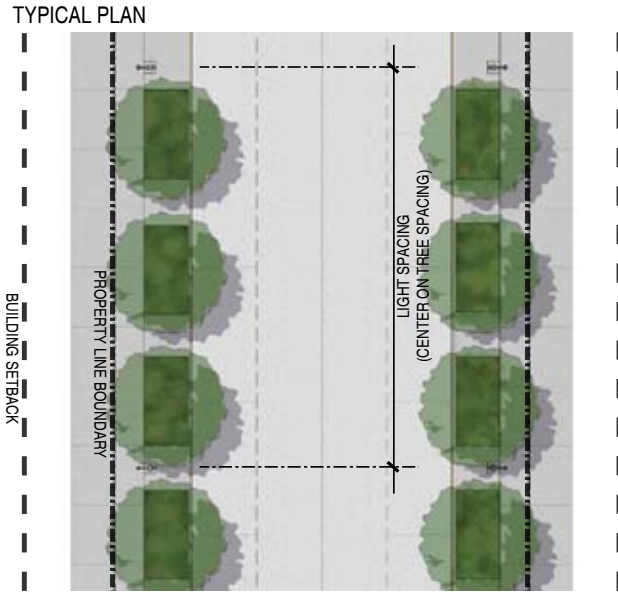 TYPICAL PLAN
BUILDING SETBACK
PROPERTY LINE BOUNDARY
LIGHT SPACING
(CENTER ON TREE SPACING)